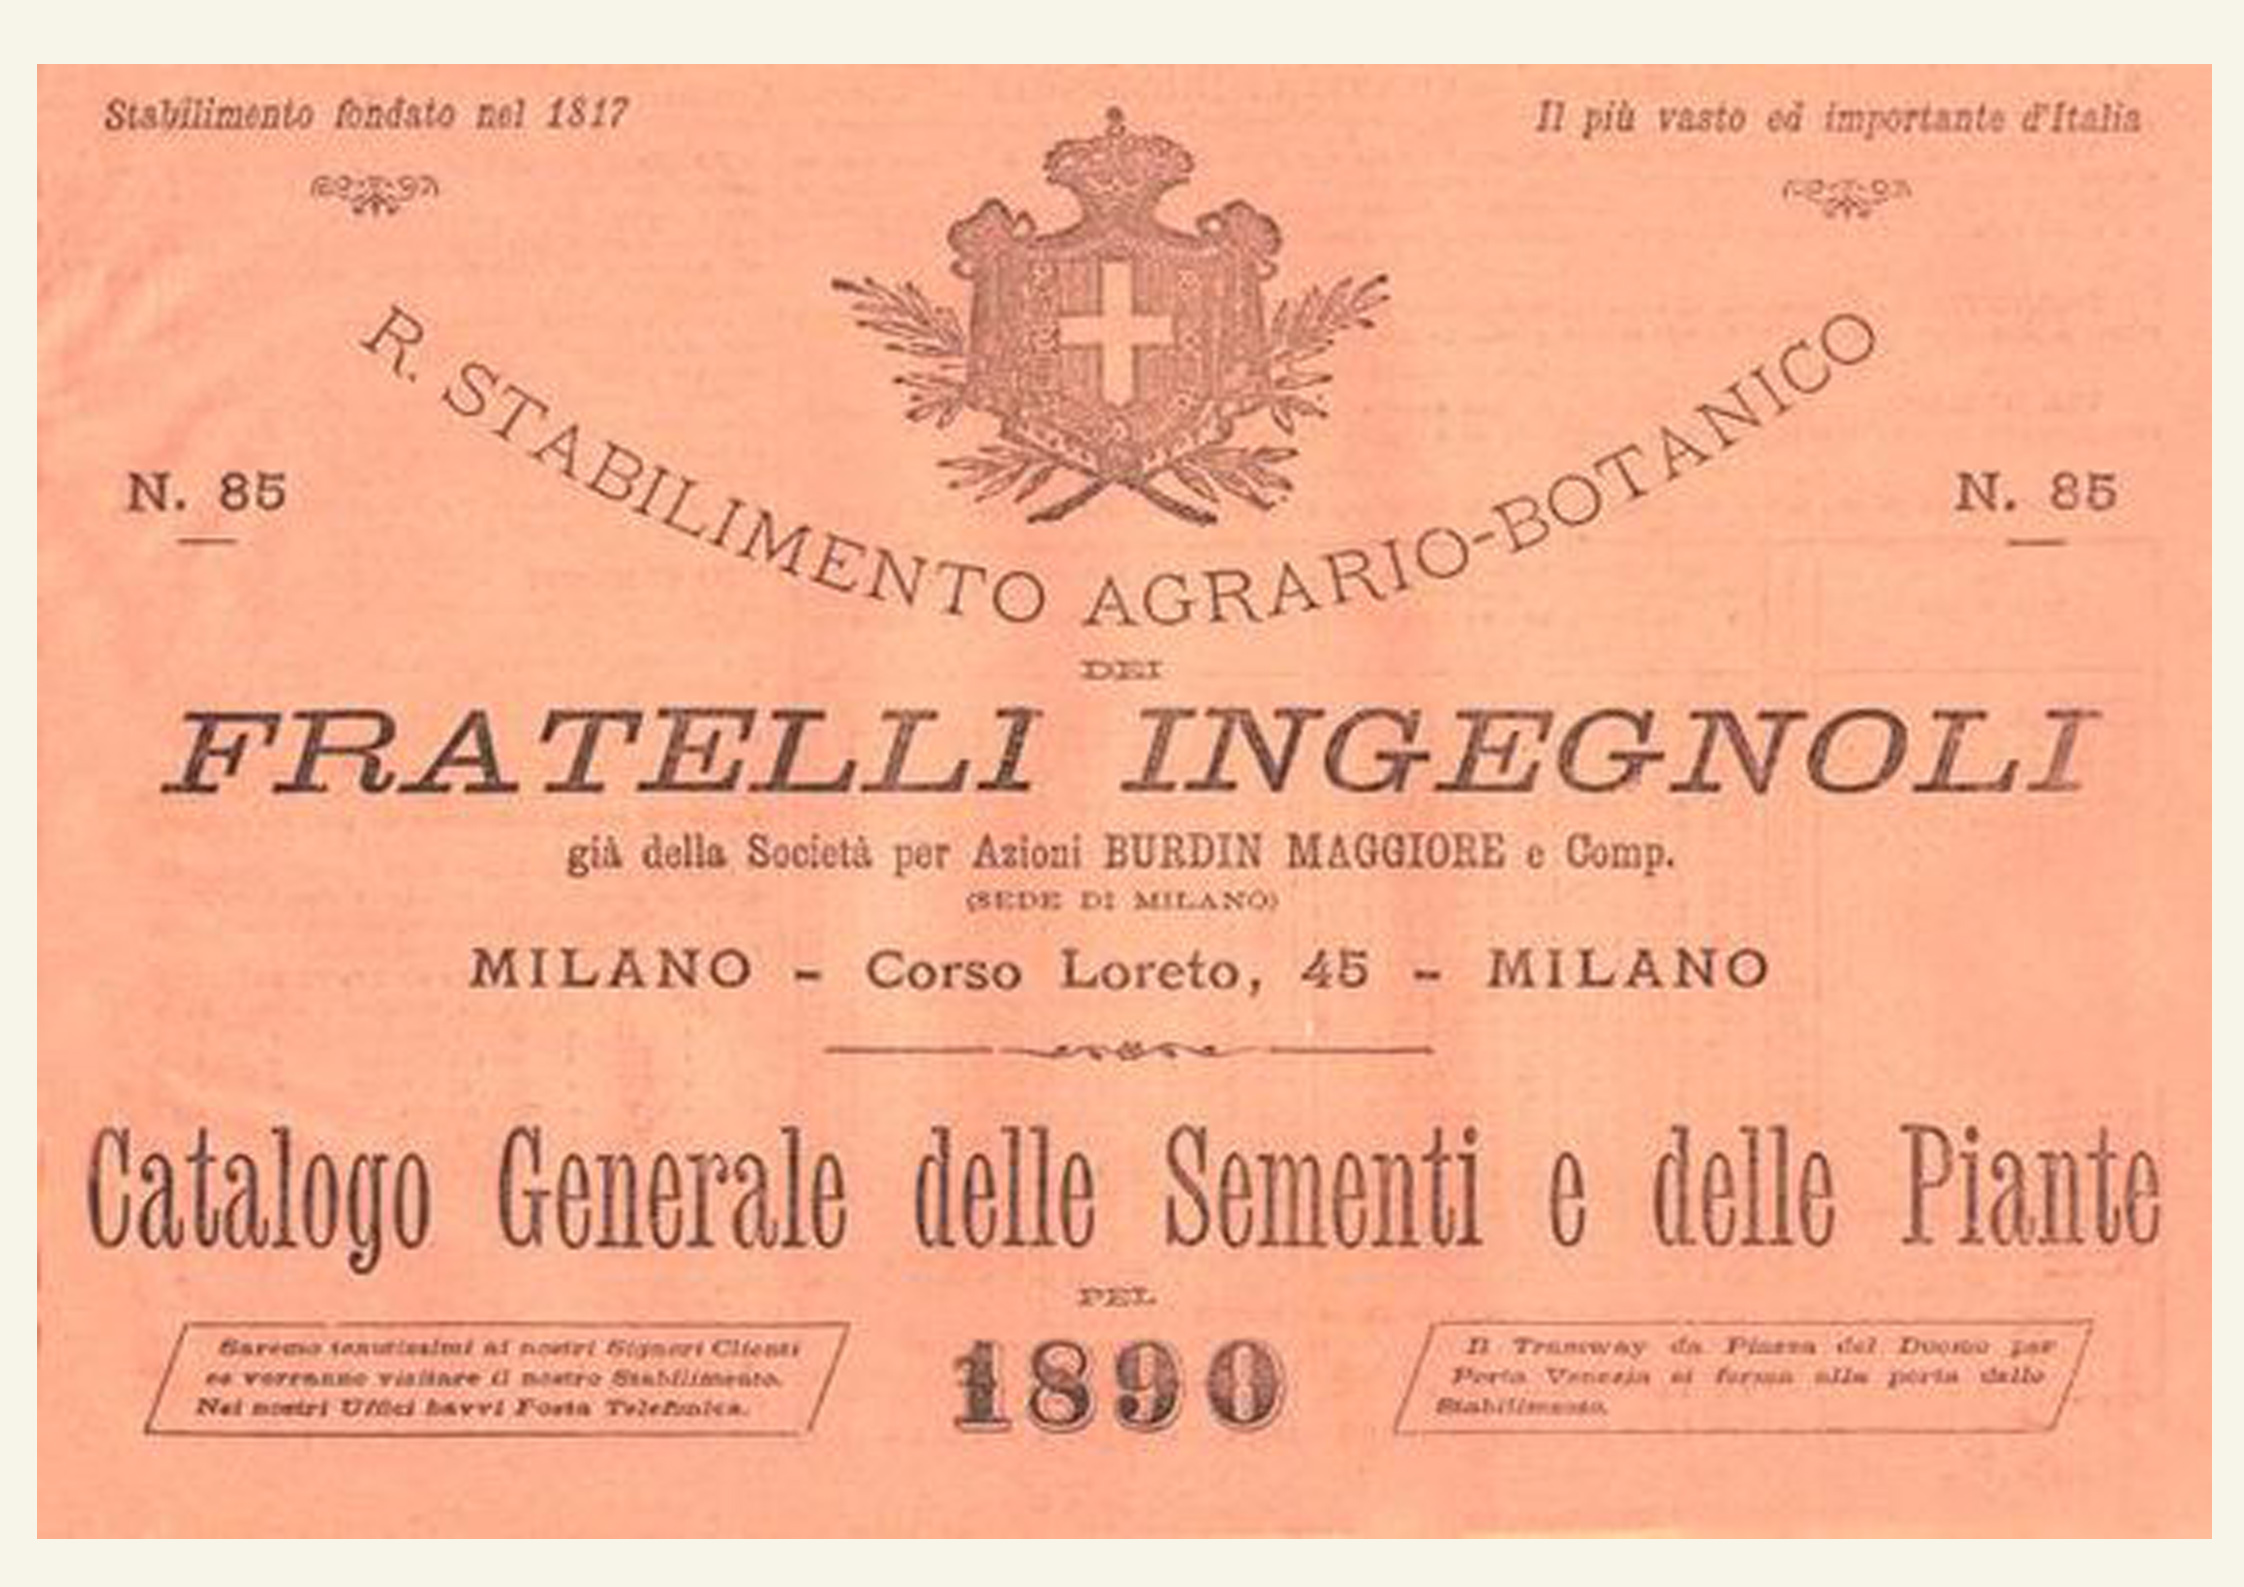 Stabilimento fondato nel 1817
Il più vasto ed importante d'Italia
R. STABILIMENTO AGRARIO-BOTANICO
N. 85
N. 85
DEI
FRATELLI INGEGNOLI
già della Società per Azioni BURDIN MAGGIORE e Comp.
(SEDE DI MILANO)
MILANO - Corso Loreto, 45 - MILANO
Catalogo Generale delle Sementi e delle Piante
PEL
1890
Saremo tenutissimi ai nostri Signori Clienti
se vorranno visitare il nostro Stabilimento.
Nei nostri Uffici havvi Posta Telefonica.
Il Tramway da Piazza del Duomo per
Porta Venezia si ferma alla porta dello
Stabilimento.